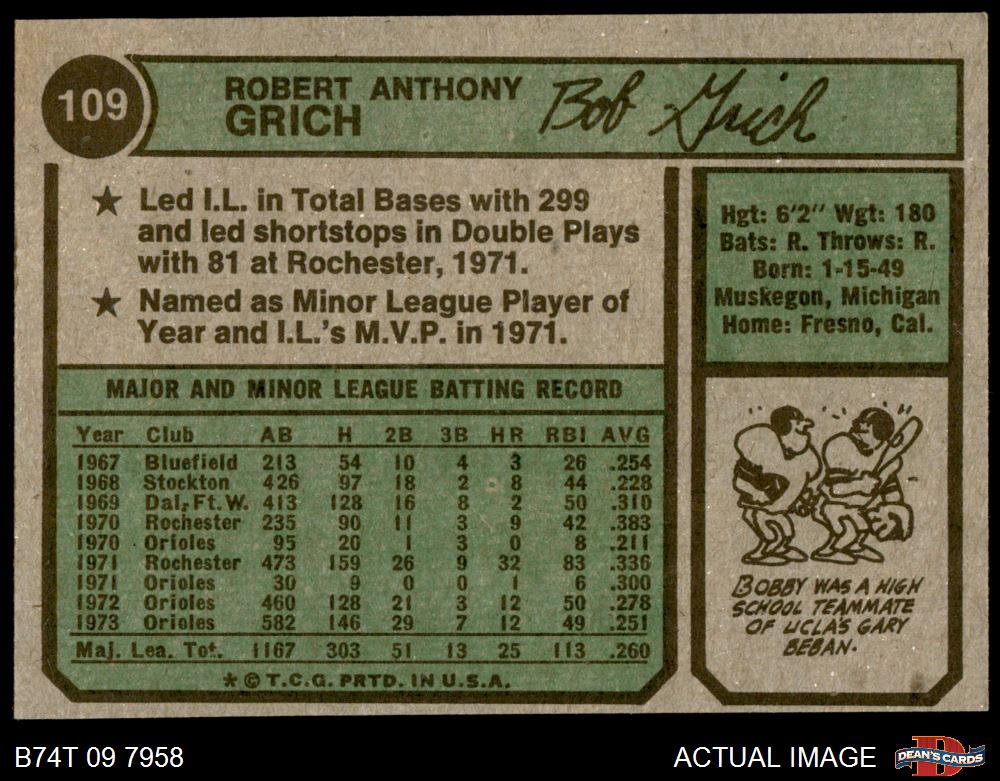 109
ROBERT ANTHONY
GRICH
Bob Grich
★ Led I.L. in Total Bases with 299
and led shortstops in Double Plays
with 81 at Rochester, 1971.
★ Named as Minor League Player of
Year and I.L.'s M.V.P. in 1971.
MAJOR AND MINOR LEAGUE BATTING RECORD
Year Club AB H 2B 3B HR RBI AVG
1967 Bluefield 213 54 10 4 3 26 .254
1968 Stockton 426 97 18 2 8 44 .228
1969 Dal.-Ft. W. 413 128 16 8 2 50 .310
1970 Rochester 235 90 11 3 9 42 .383
1970 Orioles 95 20 1 3 0 8 .211
1971 Rochester 473 159 26 9 32 83 .336
1971 Orioles 30 9 0 0 1 6 .300
1972 Orioles 460 128 21 3 12 50 .278
1973 Orioles 582 146 29 7 12 49 .251
Maj. Lea. Tot. 1167 303 51 13 25 113 .260
* © T.C.G. PRTD. IN U.S.A.
Hgt: 6'2" Wgt: 180
Bats: R. Throws: R.
Born: 1-15-49
Muskegon, Michigan
Home: Fresno, Cal.
BOBBY WAS A HIGH
SCHOOL TEAMMATE
OF UCLA'S GARY
BEBAN.
B74T 09 7958
ACTUAL IMAGE
D
DEAN'S CARDS